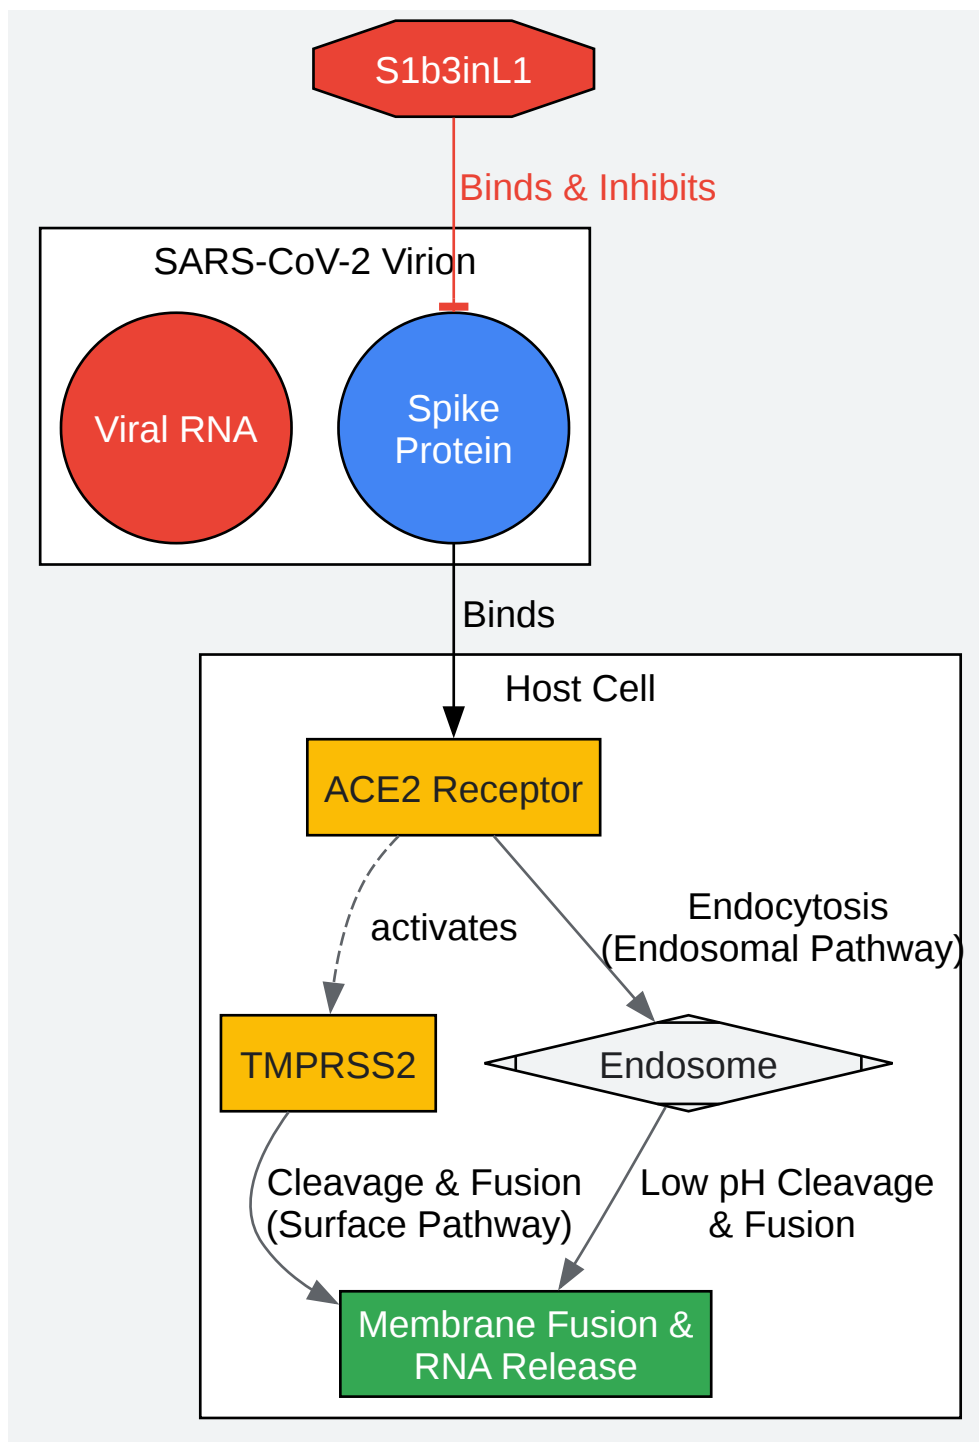 S1b3inL1
Binds & Inhibits
SARS-CoV-2 Virion
Viral RNA
Spike
Protein
Binds
Host Cell
ACE2 Receptor
activates
Endocytosis
(Endosomal Pathway)
TMPRSS2
Endosome
Cleavage & Fusion
(Surface Pathway)
Low pH Cleavage
& Fusion
Membrane Fusion &
RNA Release